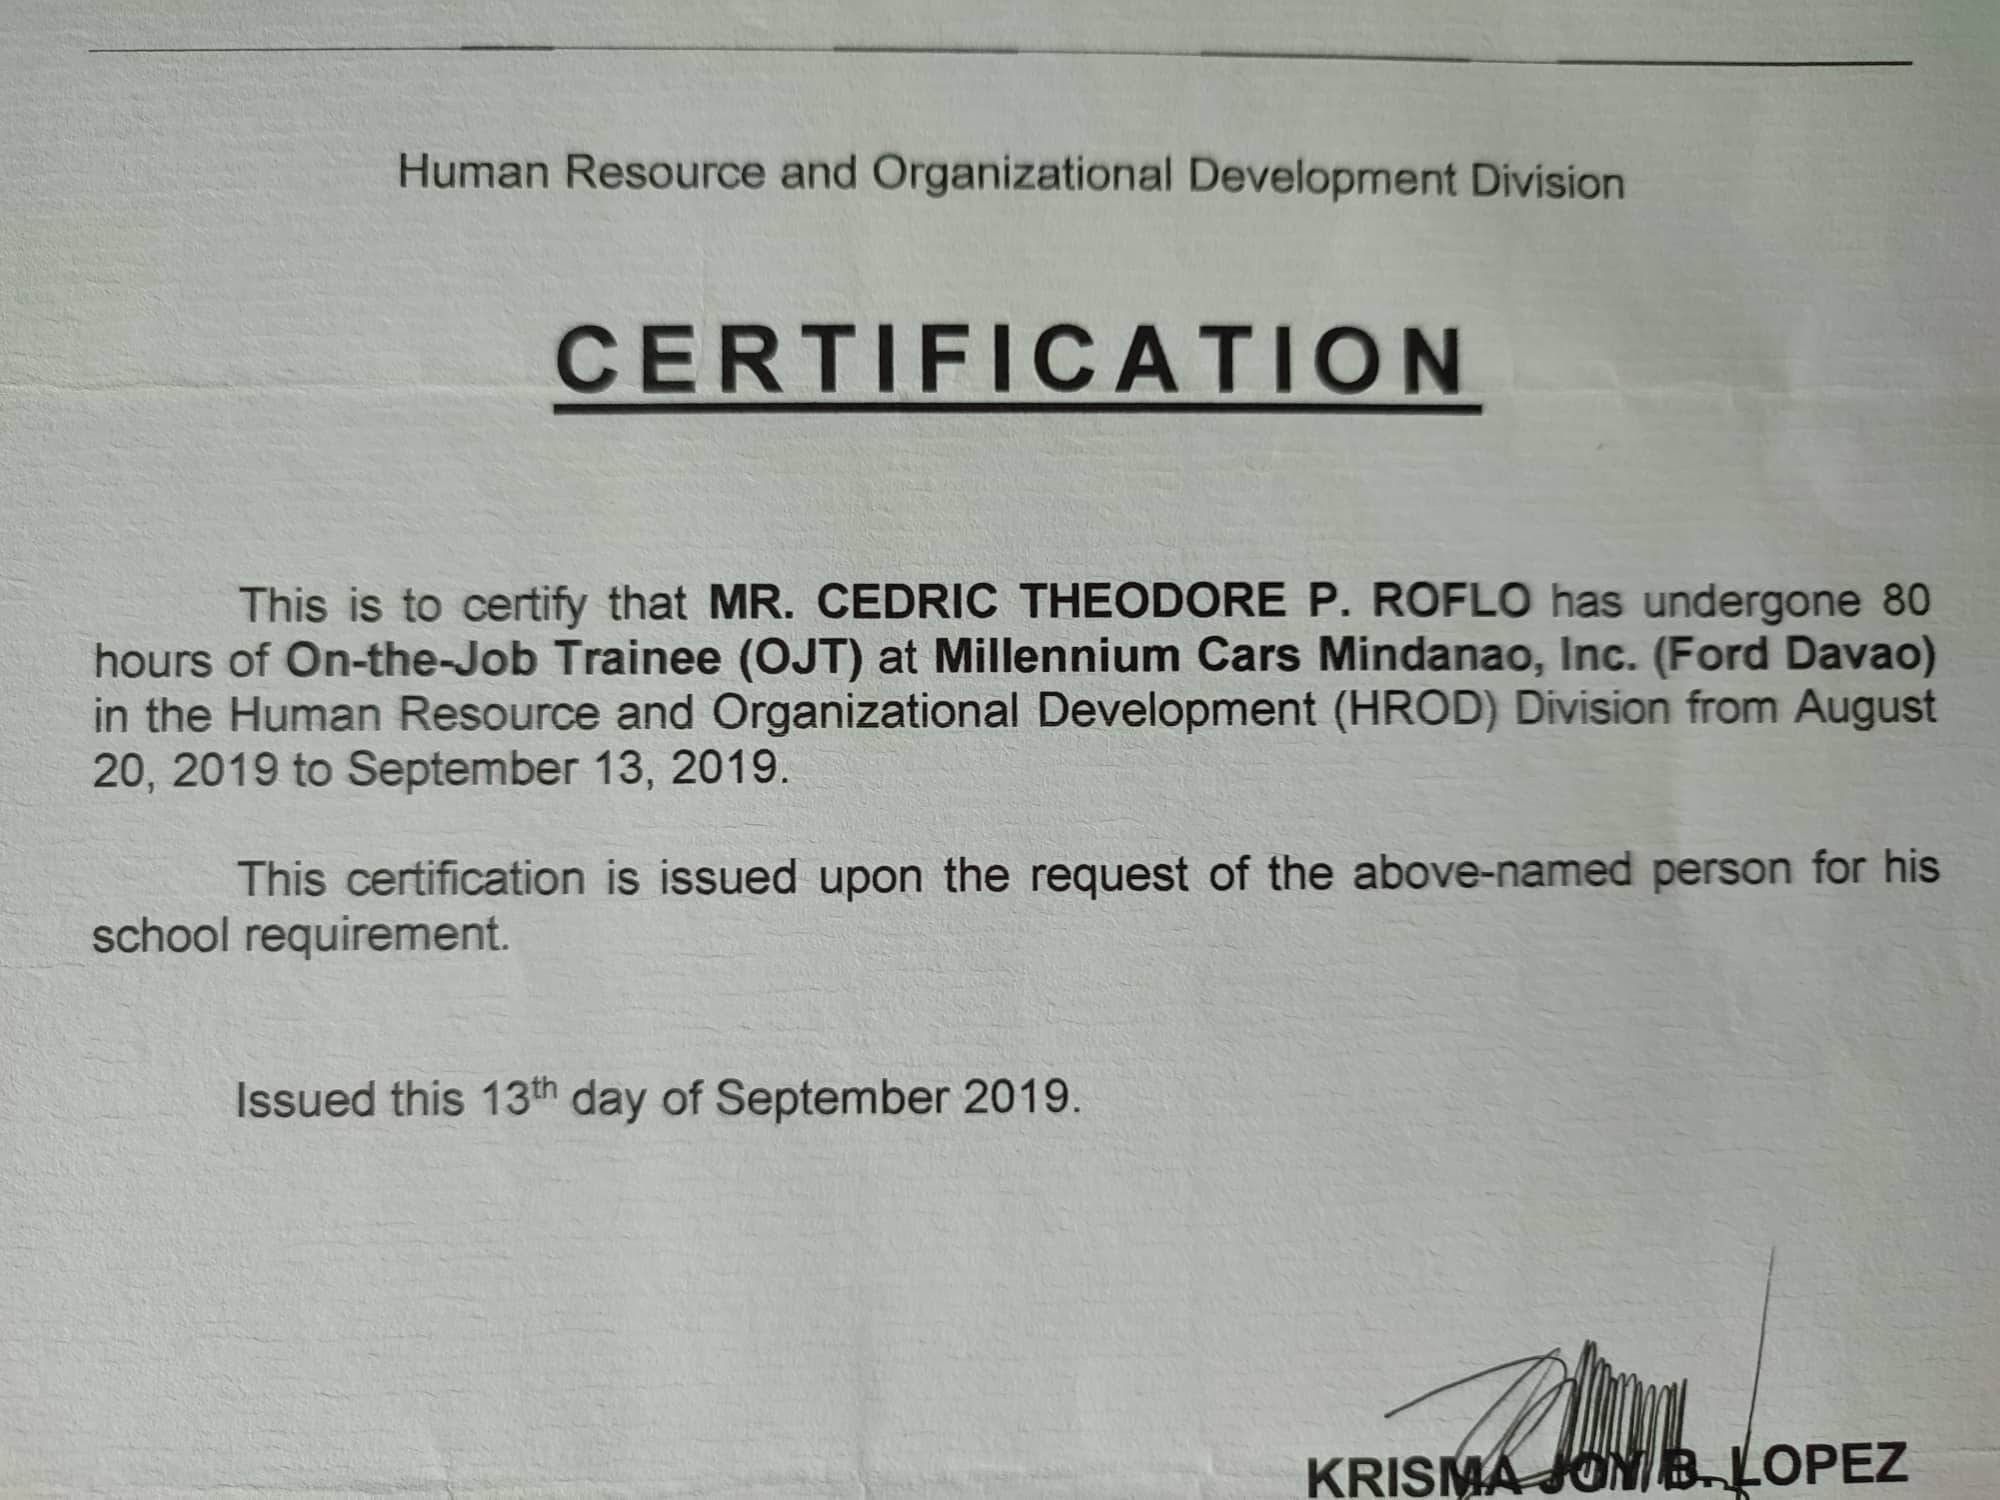 Human Resource and Organizational Development Division
CERTIFICATION
This is to certify that MR. CEDRIC THEODORE P. ROFLO has undergone 80
hours of On-the-Job Trainee (OJT) at Millennium Cars Mindanao, Inc. (Ford Davao)
in the Human Resource and Organizational Development (HROD) Division from August
20, 2019 to September 13, 2019.
This certification is issued upon the request of the above-named person for his
school requirement.
Issued this 13th day of September 2019.
KRISMA JOY B. LOPEZ